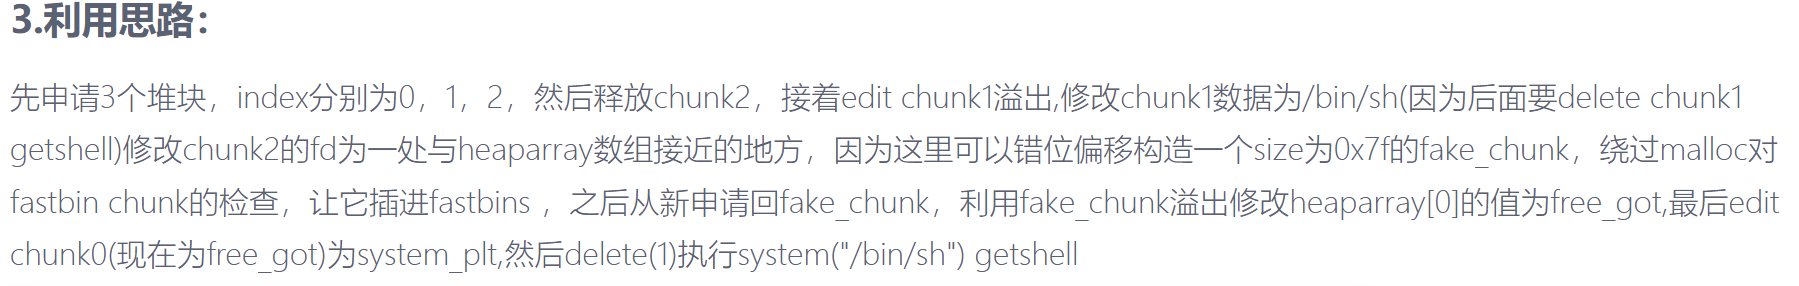 3.利用思路：
先申请3个堆块，index分别为0，1，2，然后释放chunk2，接着edit chunk1溢出,修改chunk1数据为/bin/sh(因为后面要delete chunk1
getshell)修改chunk2的fd为一处与heaparray数组接近的地方，因为这里可以错位偏移构造一个size为0x7f的fake_chunk，绕过malloc对
fastbin chunk的检查，让它插进fastbins ，之后从新申请回fake_chunk，利用fake_chunk溢出修改heaparray[0]的值为free_got,最后edit
chunk0(现在为free_got)为system_plt,然后delete(1)执行system("/bin/sh") getshell